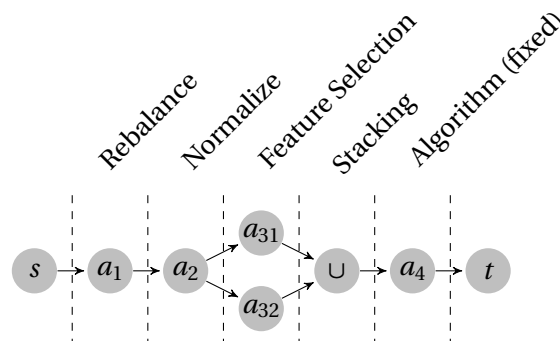 Rebalance
Normalize
Feature Selection
Stacking
Algorithm (fixed)
s
a1
a2
a31
a32
∪
a4
t